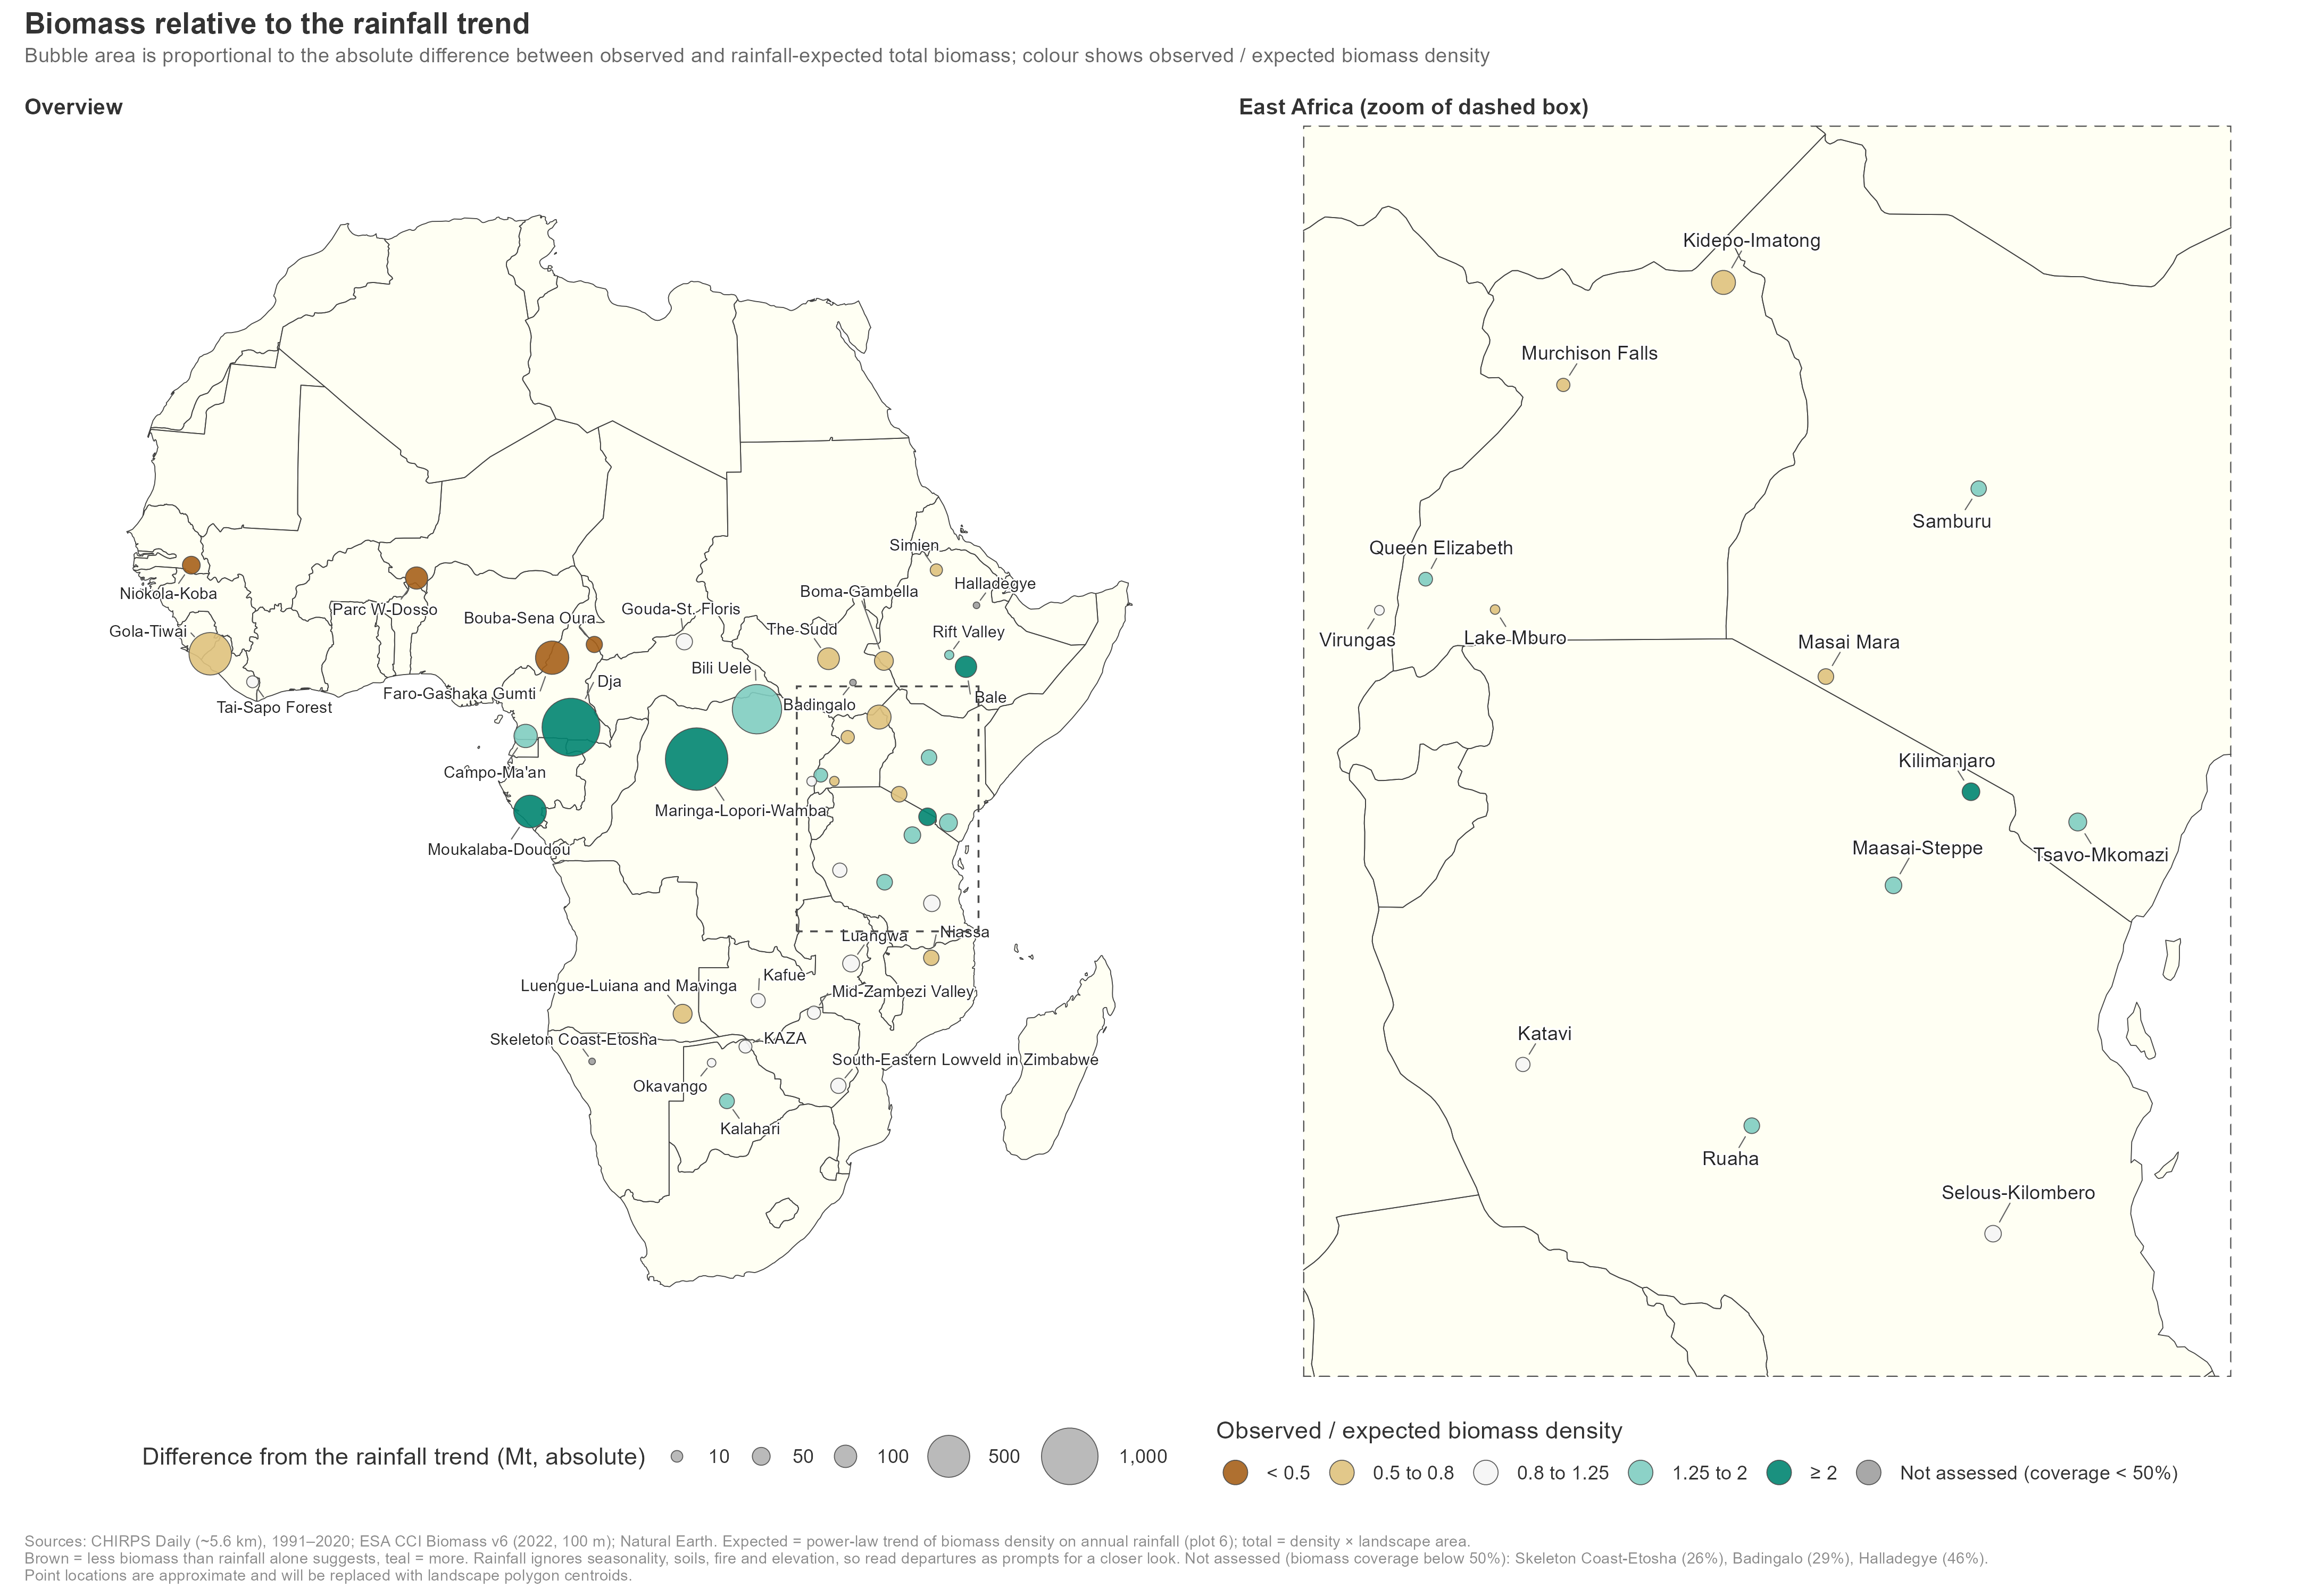 Biomass relative to the rainfall trend
Bubble area is proportional to the absolute difference between observed and rainfall-expected total biomass; colour shows observed / expected biomass density
Overview
East Africa (zoom of dashed box)
Simien
Halladegye
Boma-Gambella
Niokola-Koba
Parc W-Dosso
Gouda-St. Floris
Bouba-Sena Oura
The Sudd
Rift Valley
Gola-Tiwai
Bili Uele
Dja
Faro-Gashaka Gumti
Bale
Badingalo
Tai-Sapo Forest
Campo-Ma'an
Maringa-Lopori-Wamba
Moukalaba-Doudou
Niassa
Luangwa
Kafue
Luengue-Luiana and Mavinga
Mid-Zambezi Valley
Skeleton Coast-Etosha
KAZA
South-Eastern Lowveld in Zimbabwe
Okavango
Kalahari
Kidepo-Imatong
Murchison Falls
Samburu
Queen Elizabeth
Virungas
Lake Mburo
Masai Mara
Kilimanjaro
Maasai-Steppe
Tsavo-Mkomazi
Katavi
Ruaha
Selous-Kilombero
Difference from the rainfall trend (Mt, absolute) 10 50 100 500 1,000
Observed / expected biomass density
< 0.5 0.5 to 0.8 0.8 to 1.25 1.25 to 2 ≥ 2 Not assessed (coverage < 50%)
Sources: CHIRPS Daily (~5.6 km), 1991–2020; ESA CCI Biomass v6 (2022, 100 m); Natural Earth. Expected = power-law trend of biomass density on annual rainfall (plot 6); total = density × landscape area.
Brown = less biomass than rainfall alone suggests, teal = more. Rainfall ignores seasonality, soils, fire and elevation, so read departures as prompts for a closer look. Not assessed (biomass coverage below 50%): Skeleton Coast-Etosha (26%), Badingalo (29%), Halladegye (46%).
Point locations are approximate and will be replaced with landscape polygon centroids.